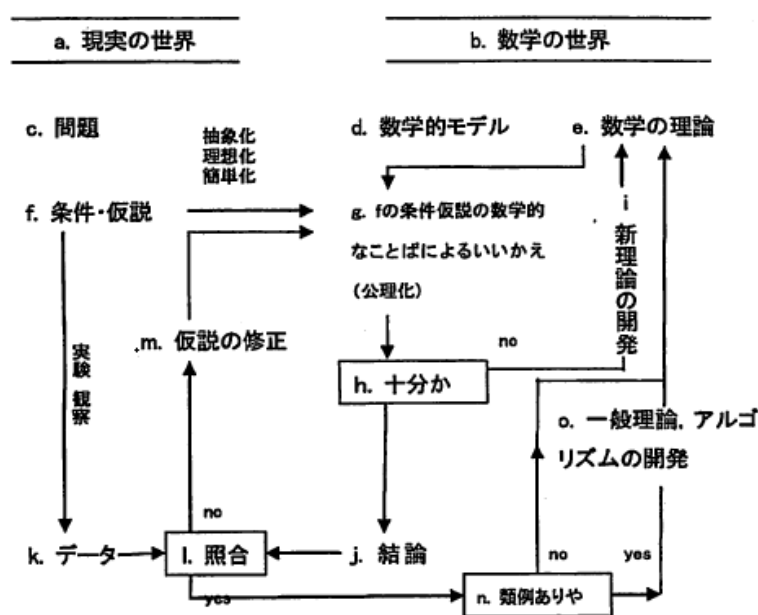 a. 現実の世界
b. 数学の世界
c. 問題
抽象化
理想化
簡単化
d. 数学的モデル
e. 数学の理論
f. 条件・仮説
g. fの条件仮説の数学的
なことばによるいいかえ
(公理化)
i 新理論の開発
m. 仮説の修正
実験 観察
no
h. 十分か
o. 一般理論, アルゴ
リズムの開発
no
k. データ
l. 照合
j. 結論
no
yes
yes
n. 類例ありや